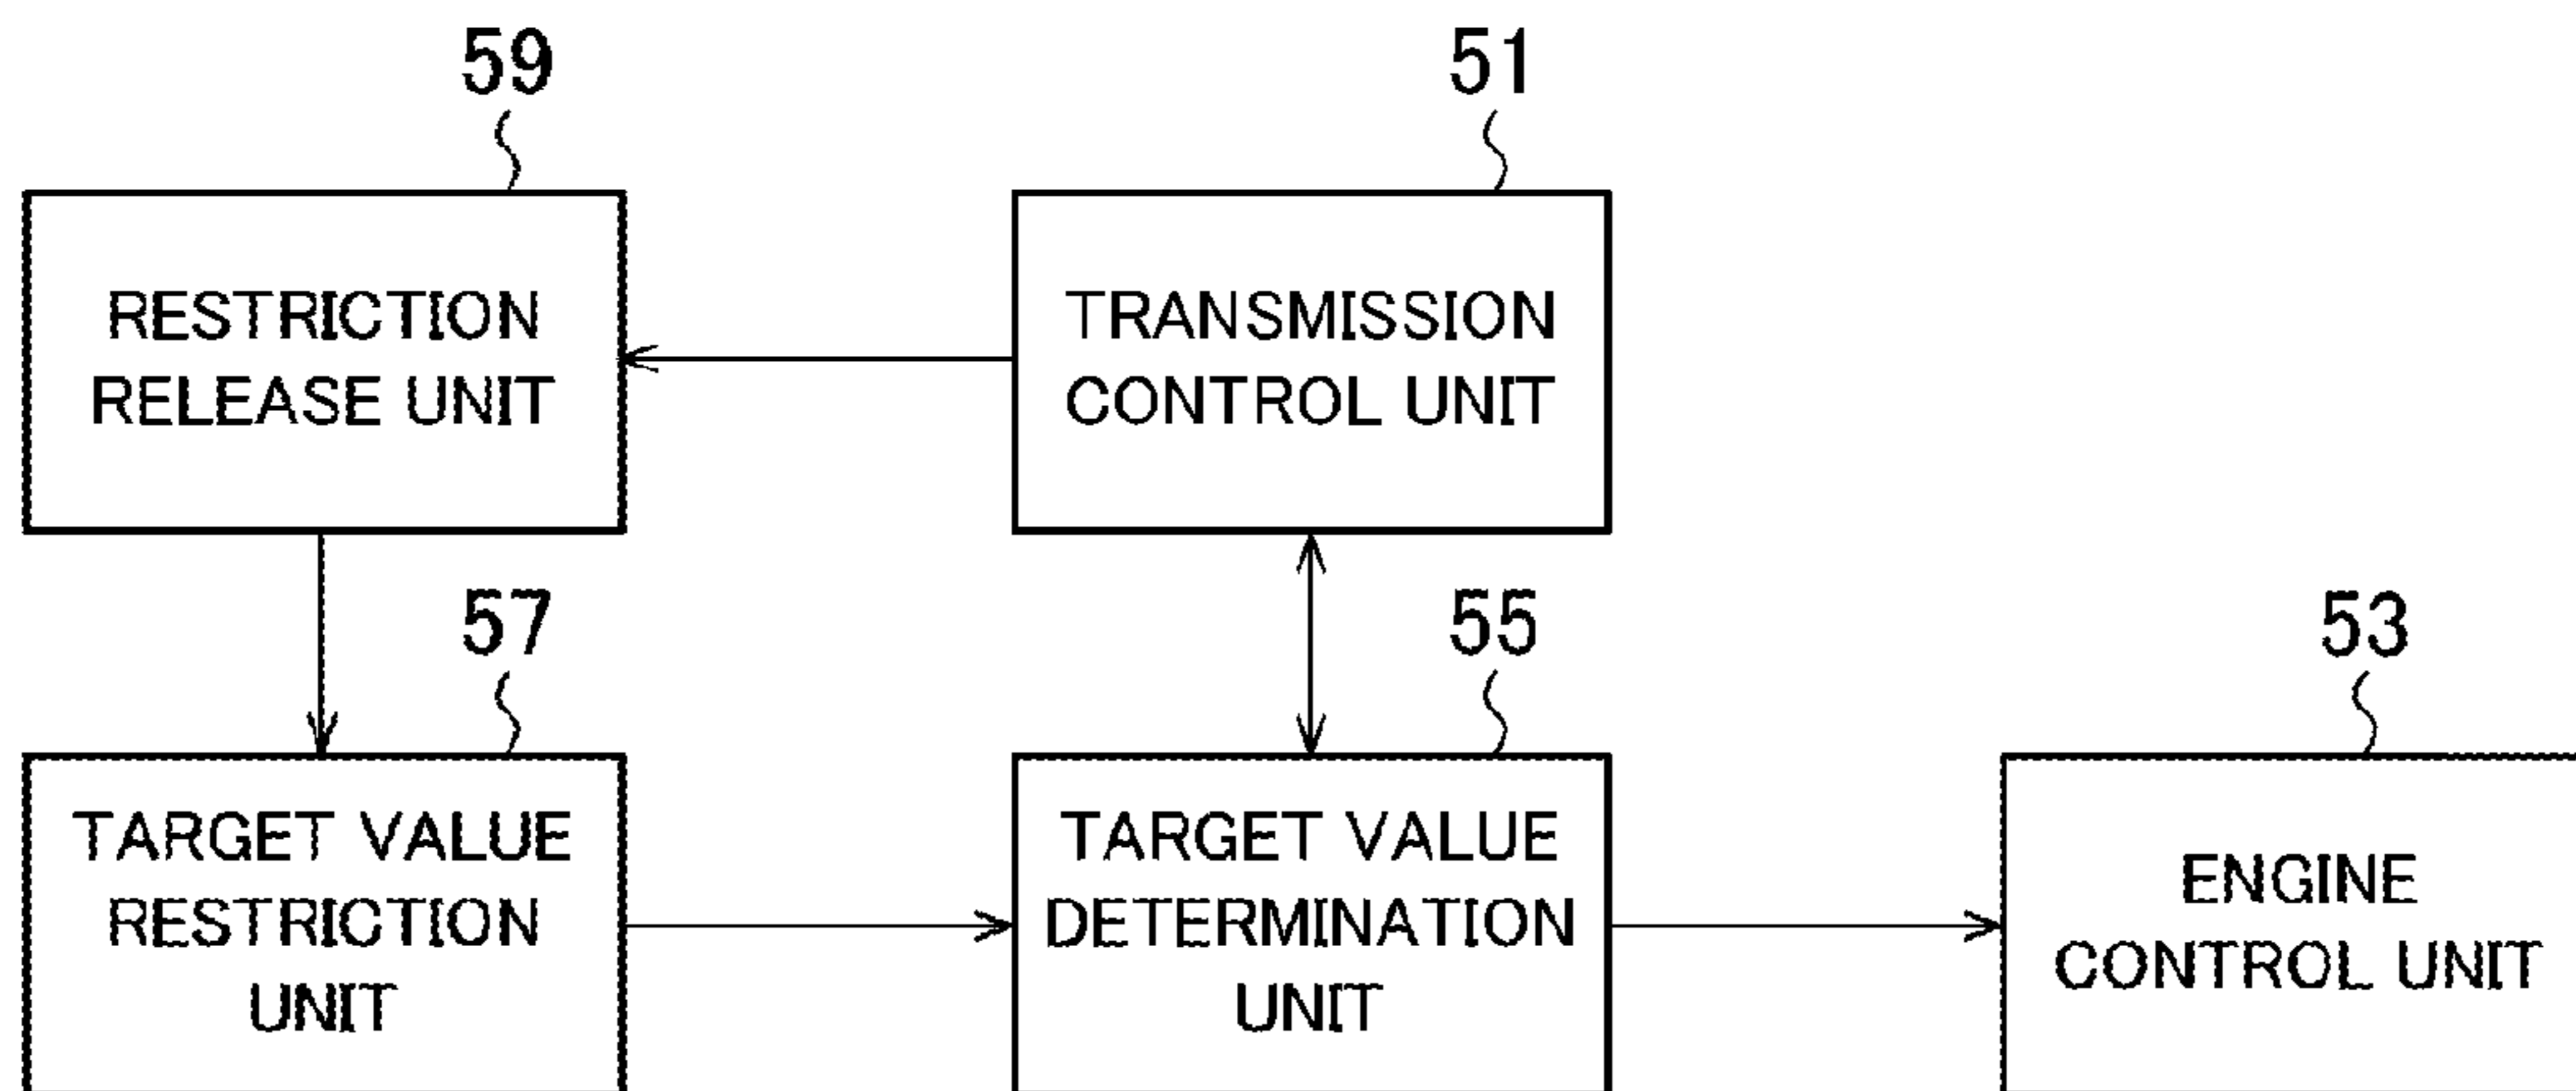 59
51
RESTRICTION
RELEASE UNIT
TRANSMISSION
CONTROL UNIT
57
55
53
TARGET VALUE
RESTRICTION
UNIT
TARGET VALUE
DETERMINATION
UNIT
ENGINE
CONTROL UNIT